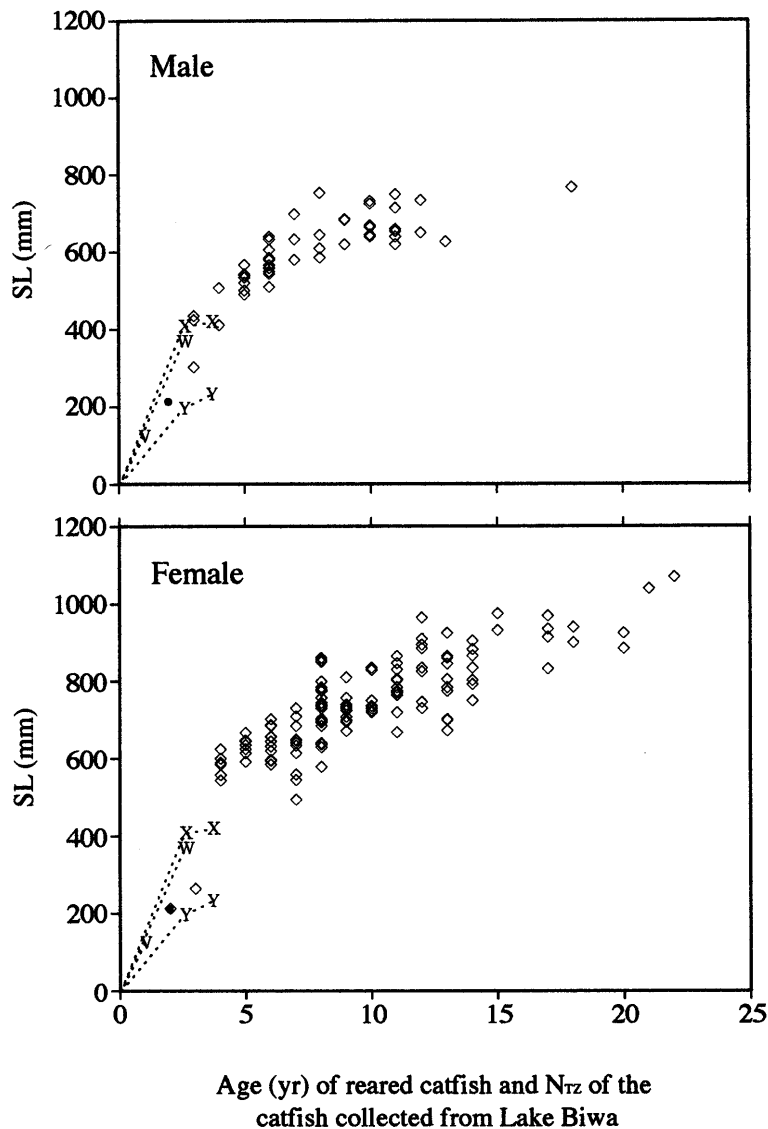 1200
Male
1000
800
600
400
200
0
SL (mm)
X X
W
V
Y Y
1200
Female
1000
800
600
400
200
0
SL (mm)
X X
W
V
Y Y
0 5 10 15 20 25
Age (yr) of reared catfish and NTZ of the
catfish collected from Lake Biwa